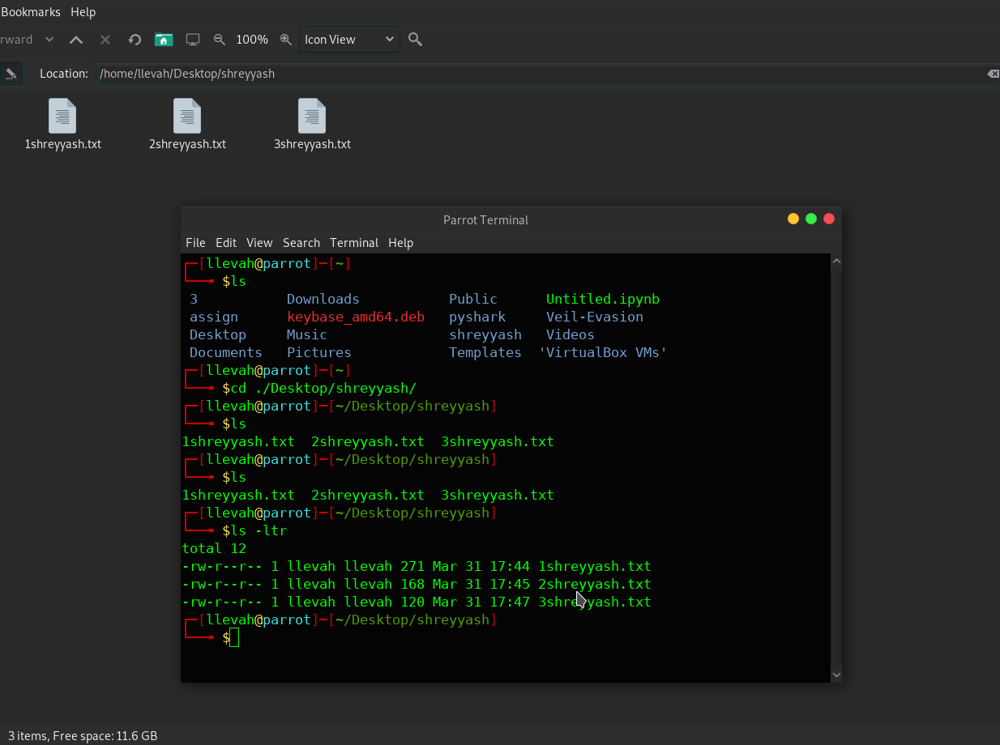 Bookmarks Help
rward 100% Icon View
Location: /home/llevah/Desktop/shreyyash
1shreyyash.txt 2shreyyash.txt 3shreyyash.txt
Parrot Terminal
File Edit View Search Terminal Help
[llevah@parrot]─[~]
$ls
3 Downloads Public Untitled.ipynb
assign keybase_amd64.deb pyshark Veil-Evasion
Desktop Music shreyyash Videos
Documents Pictures Templates 'VirtualBox VMs'
[llevah@parrot]─[~]
$cd ./Desktop/shreyyash/
[llevah@parrot]─[~/Desktop/shreyyash]
$ls
1shreyyash.txt 2shreyyash.txt 3shreyyash.txt
[llevah@parrot]─[~/Desktop/shreyyash]
$ls
1shreyyash.txt 2shreyyash.txt 3shreyyash.txt
[llevah@parrot]─[~/Desktop/shreyyash]
$ls -ltr
total 12
-rw-r--r-- 1 llevah llevah 271 Mar 31 17:44 1shreyyash.txt
-rw-r--r-- 1 llevah llevah 168 Mar 31 17:45 2shreyyash.txt
-rw-r--r-- 1 llevah llevah 120 Mar 31 17:47 3shreyyash.txt
[llevah@parrot]─[~/Desktop/shreyyash]
$
3 items, Free space: 11.6 GB